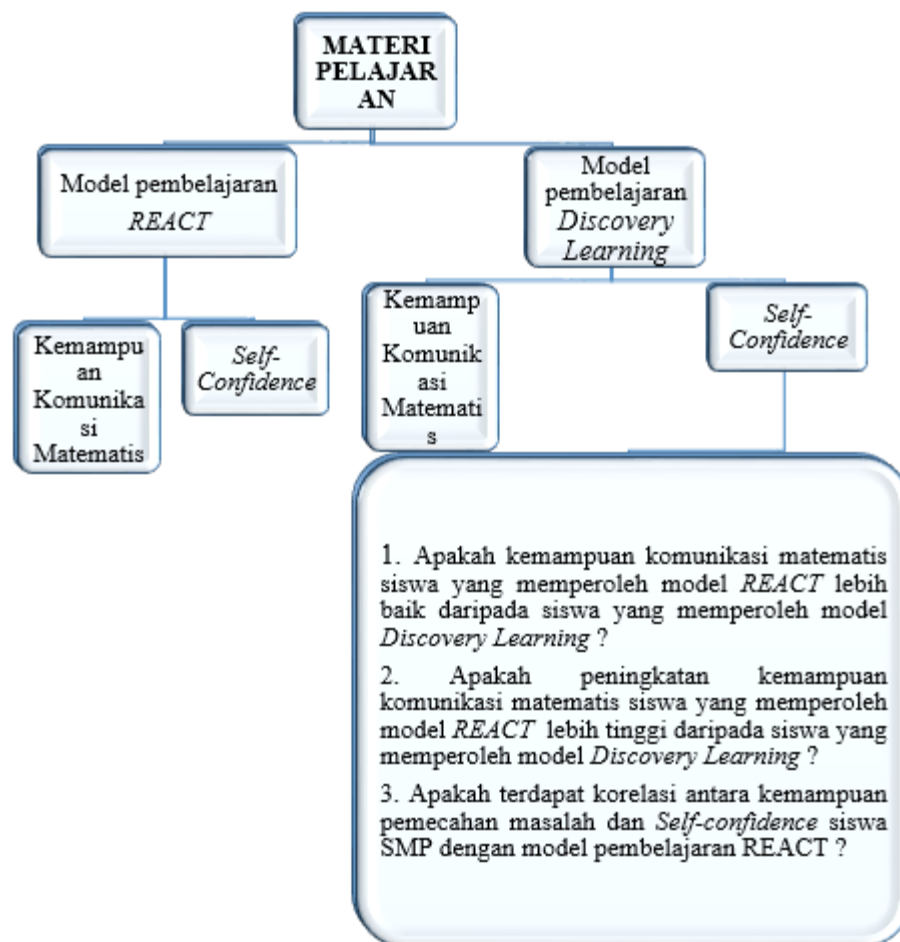 MATERI
PELAJAR
AN
Model pembelajaran
REACT
Model
pembelajaran
Discovery
Learning
Kemampu
an
Komunika
si
Matematis
Self-
Confidence
Kemamp
uan
Komunik
asi
Matemati
s
Self-
Confidence
1. Apakah kemampuan komunikasi matematis
siswa yang memperoleh model REACT lebih
baik daripada siswa yang memperoleh model
Discovery Learning ?
2. Apakah peningkatan kemampuan
komunikasi matematis siswa yang memperoleh
model REACT lebih tinggi daripada siswa yang
memperoleh model Discovery Learning ?
3. Apakah terdapat korelasi antara kemampuan
pemecahan masalah dan Self-confidence siswa
SMP dengan model pembelajaran REACT ?